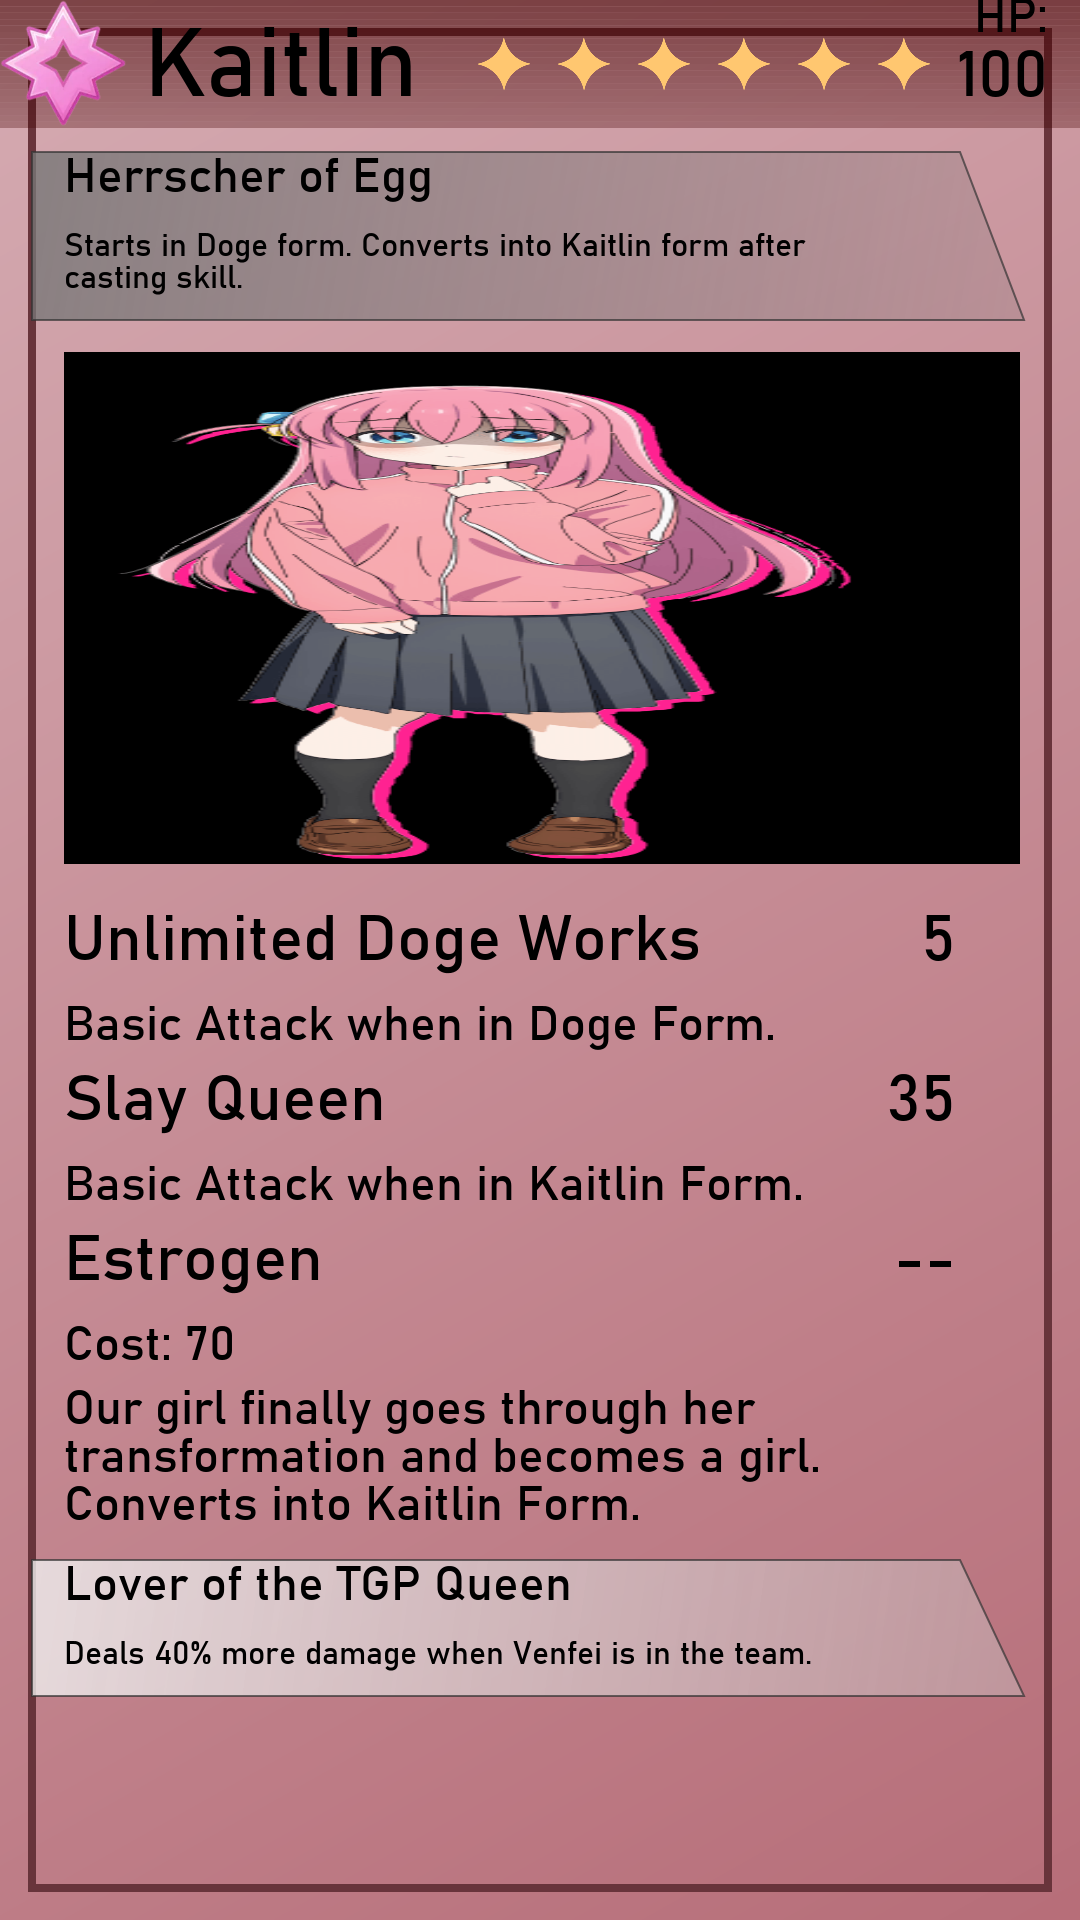 HP:
Kaitlin
100
Herrscher of Egg
Starts in Doge form. Converts into Kaitlin form after
casting skill.
Unlimited Doge Works 5
Basic Attack when in Doge Form.
Slay Queen 35
Basic Attack when in Kaitlin Form.
Estrogen --
Cost: 70
Our girl finally goes through her
transformation and becomes a girl.
Converts into Kaitlin Form.
Lover of the TGP Queen
Deals 40% more damage when Venfei is in the team.